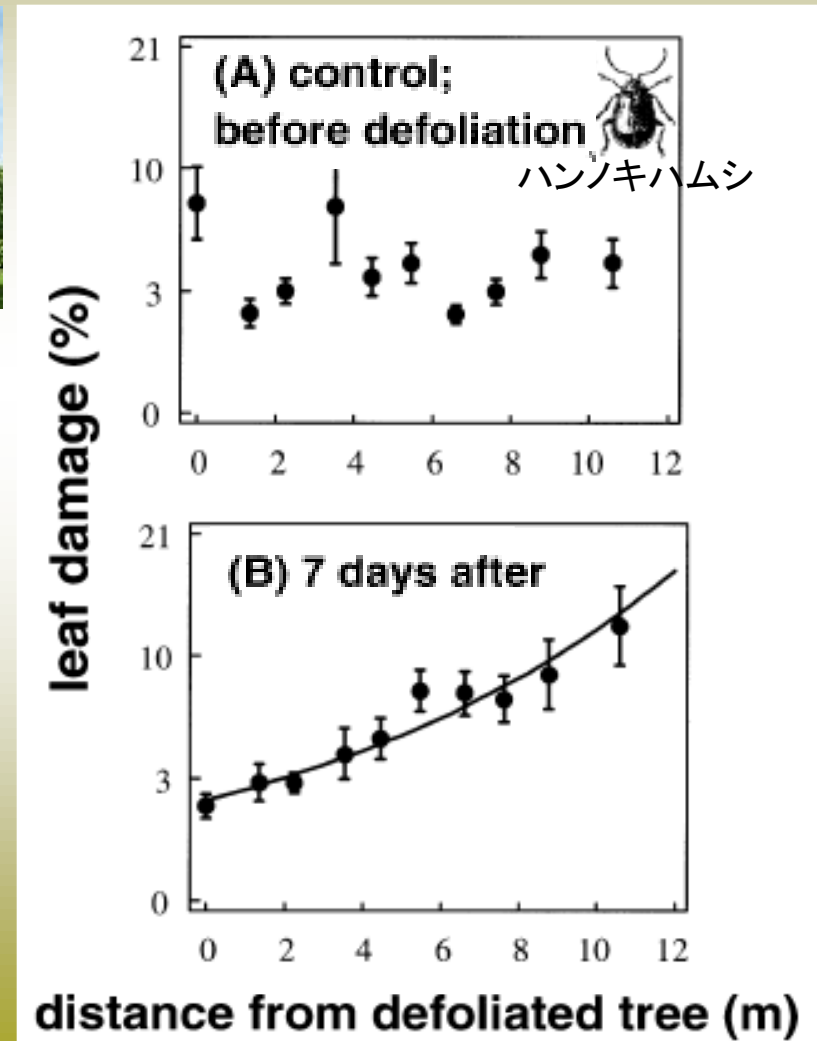 (A) control;
before defoliation
ハンノキハムシ
21
10
3
0
0 2 4 6 8 10 12
leaf damage (%)
(B) 7 days after
21
10
3
0
0 2 4 6 8 10 12
distance from defoliated tree (m)